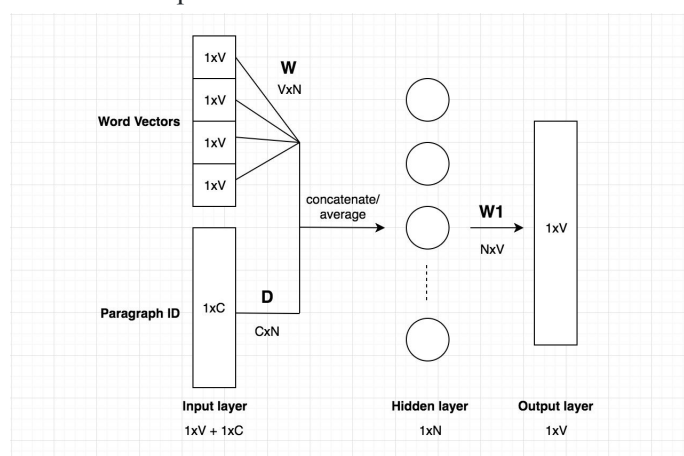 1xV
W
VxN
1xV
Word Vectors
1xV
1xV
concatenate/
average
W1
1xV
NxV
Paragraph ID
1xC
D
CxN
Input layer
Hidden layer
Output layer
1xV + 1xC
1xN
1xV